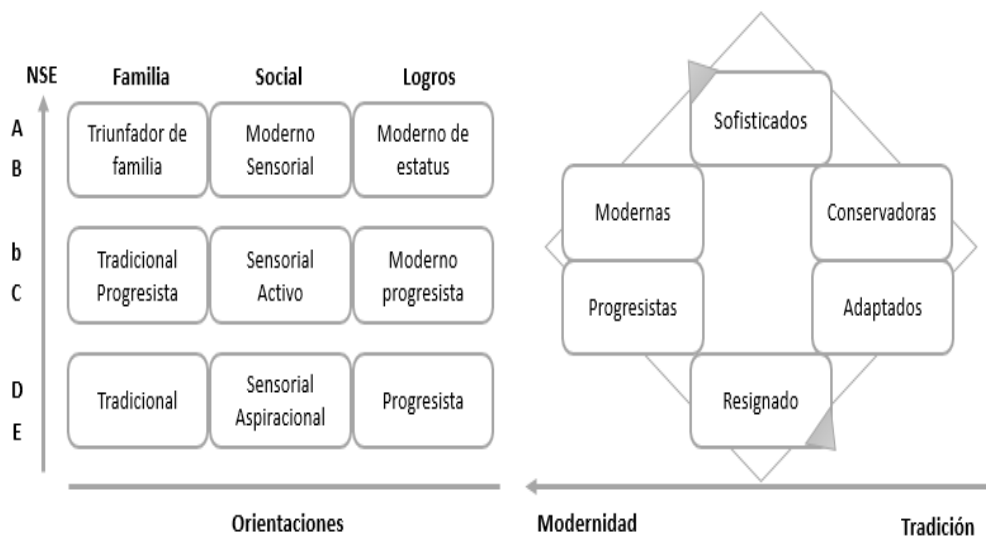 NSE
Familia
Social
Logros
A
B
Triunfador de
familia
Moderno
Sensorial
Moderno de
estatus
b
C
Tradicional
Progresista
Sensorial
Activo
Moderno
progresista
D
E
Tradicional
Sensorial
Aspiracional
Progresista
Orientaciones
Sofisticados
Modernas
Conservadoras
Progresistas
Adaptados
Resignado
Modernidad
Tradición